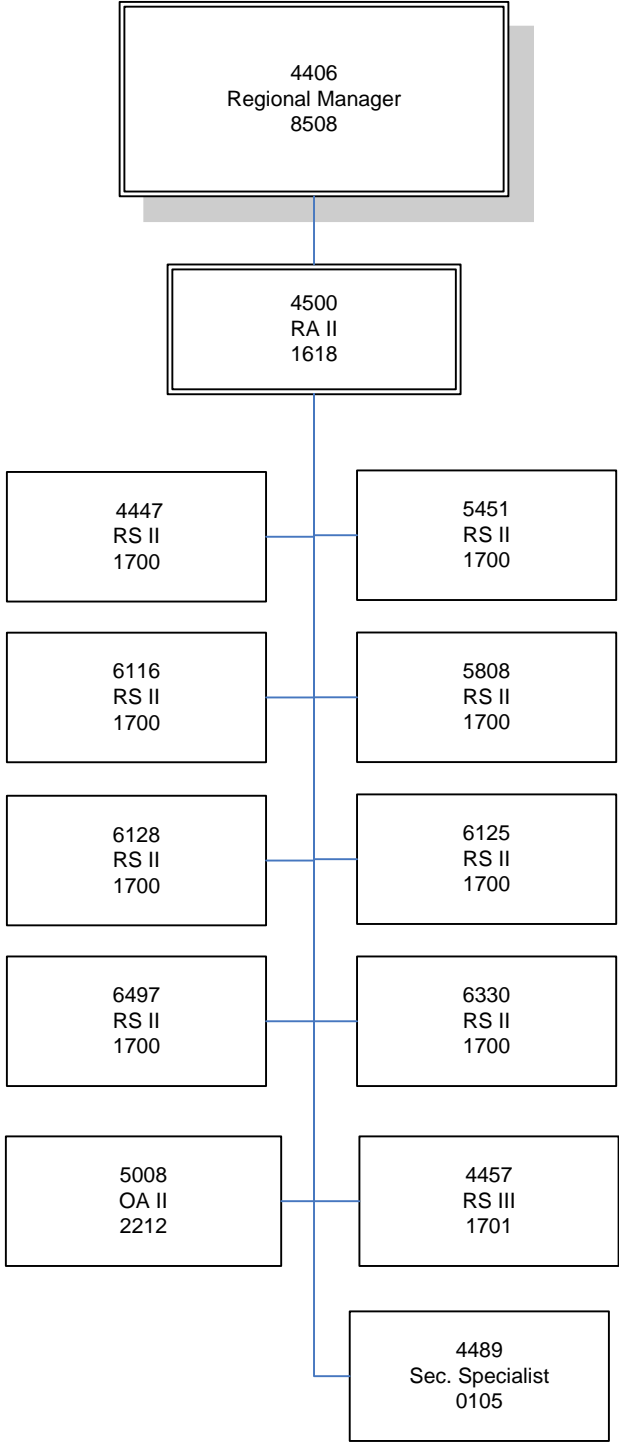 4406
Regional Manager
8508
4500
RA II
1618
4447
RS II
1700
5451
RS II
1700
6116
RS II
1700
5808
RS II
1700
6128
RS II
1700
6125
RS II
1700
6497
RS II
1700
6330
RS II
1700
5008
OA II
2212
4457
RS III
1701
4489
Sec. Specialist
0105